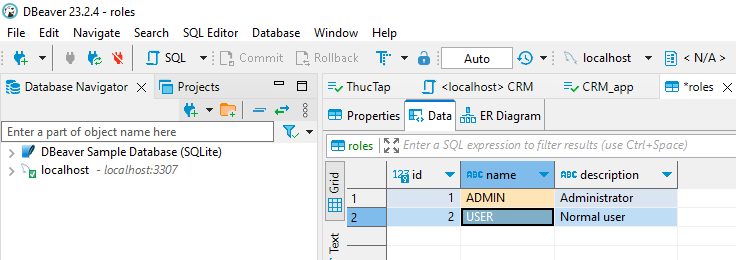 DBeaver 23.2.4 - roles
File Edit Navigate Search SQL Editor Database Window Help
SQL Commit Rollback Auto localhost < N/A >
Database Navigator Projects
ThucTap <localhost> CRM CRM_app *roles
Properties Data ER Diagram
Enter a part of object name here
DBeaver Sample Database (SQLite)
localhost - localhost:3307
roles Enter a SQL expression to filter results (use Ctrl+Space)
Grid
Text
123 id ABC name ABC description
1 1 ADMIN Administrator
2 2 USER Normal user